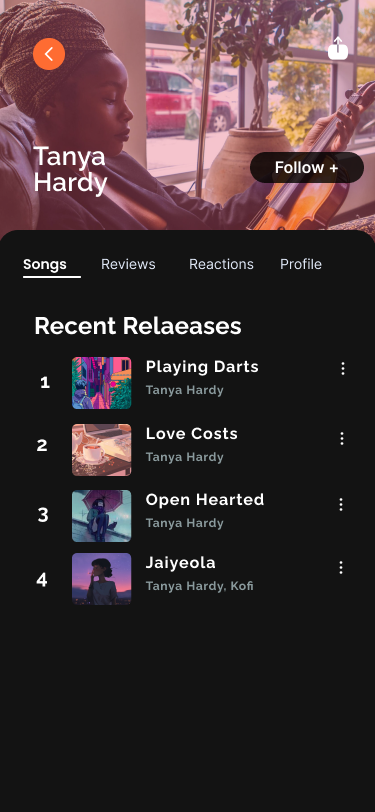 Tanya
Hardy
Follow +
Songs Reviews Reactions Profile
Recent Relaeases
1 Playing Darts
Tanya Hardy
2 Love Costs
Tanya Hardy
3 Open Hearted
Tanya Hardy
4 Jaiyeola
Tanya Hardy, Kofi